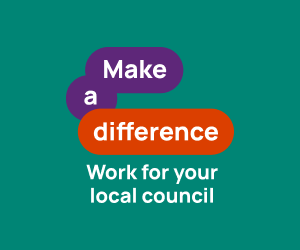 Make
a
difference
Work for your
local council